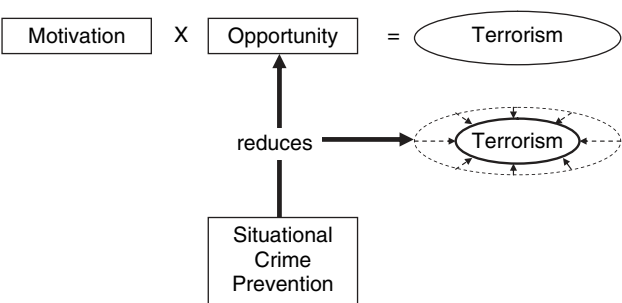 Motivation X Opportunity = Terrorism
reduces Terrorism
Situational
Crime
Prevention